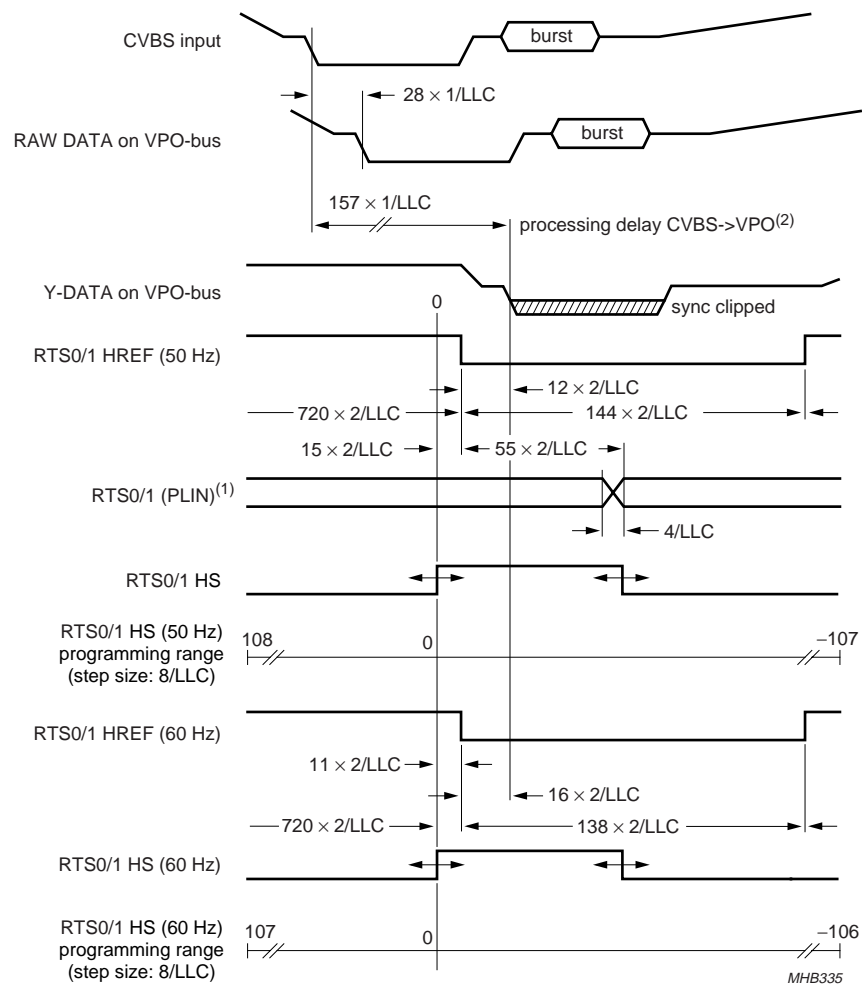 CVBS input
burst
28 × 1/LLC
RAW DATA on VPO-bus
burst
157 × 1/LLC
processing delay CVBS->VPO(2)
Y-DATA on VPO-bus
0
sync clipped
RTS0/1 HREF (50 Hz)
12 × 2/LLC
720 × 2/LLC
144 × 2/LLC
15 × 2/LLC
55 × 2/LLC
RTS0/1 (PLIN)(1)
4/LLC
RTS0/1 HS
RTS0/1 HS (50 Hz)
programming range
(step size: 8/LLC)
108
0
−107
RTS0/1 HREF (60 Hz)
11 × 2/LLC
16 × 2/LLC
720 × 2/LLC
138 × 2/LLC
RTS0/1 HS (60 Hz)
RTS0/1 HS (60 Hz)
programming range
(step size: 8/LLC)
107
0
−106
MHB335